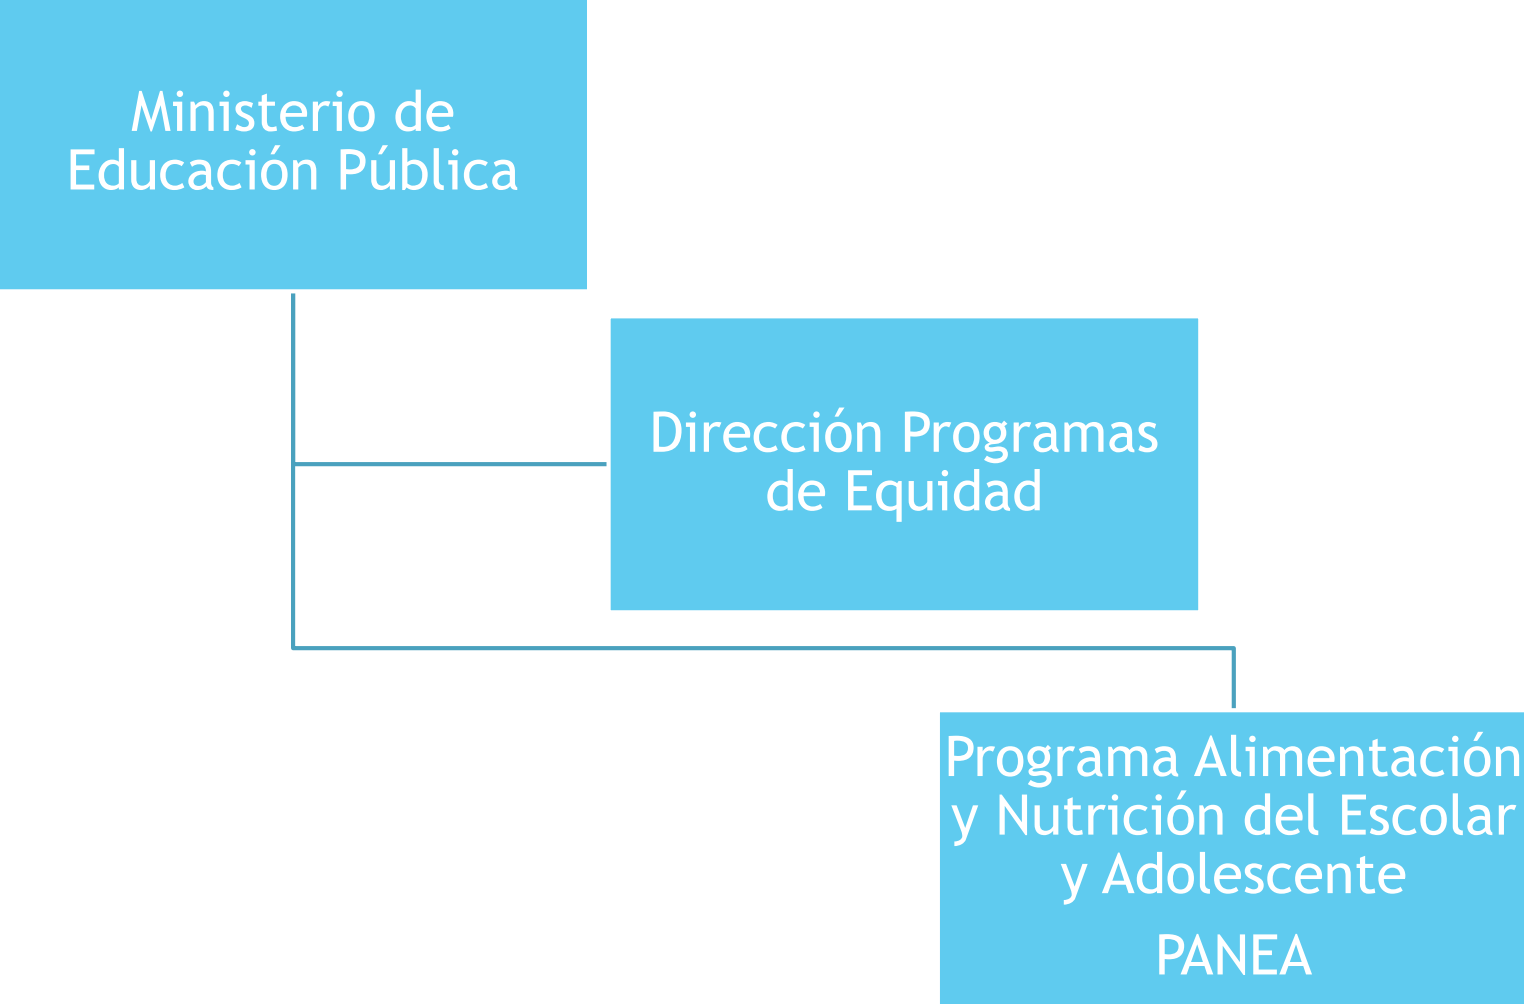 Ministerio de
Educación Pública
Dirección Programas
de Equidad
Programa Alimentación
y Nutrición del Escolar
y Adolescente
PANEA